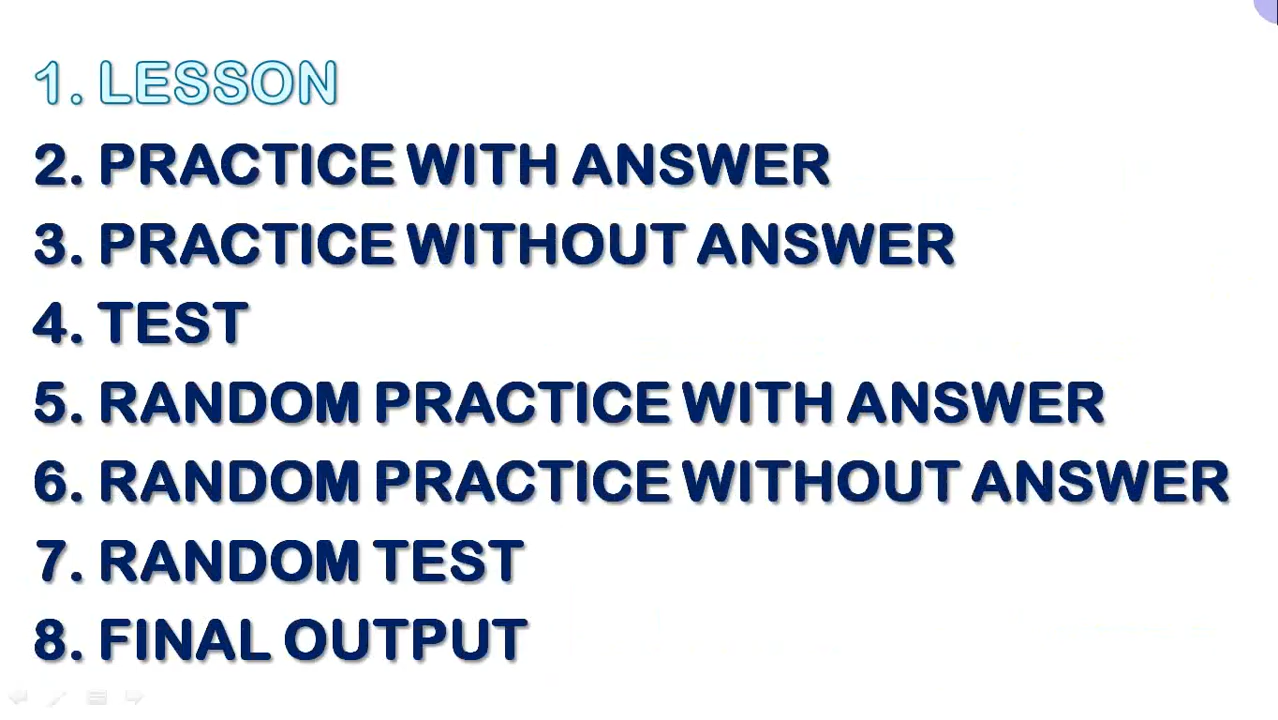 1. LESSON
2. PRACTICE WITH ANSWER
3. PRACTICE WITHOUT ANSWER
4. TEST
5. RANDOM PRACTICE WITH ANSWER
6. RANDOM PRACTICE WITHOUT ANSWER
7. RANDOM TEST
8. FINAL OUTPUT